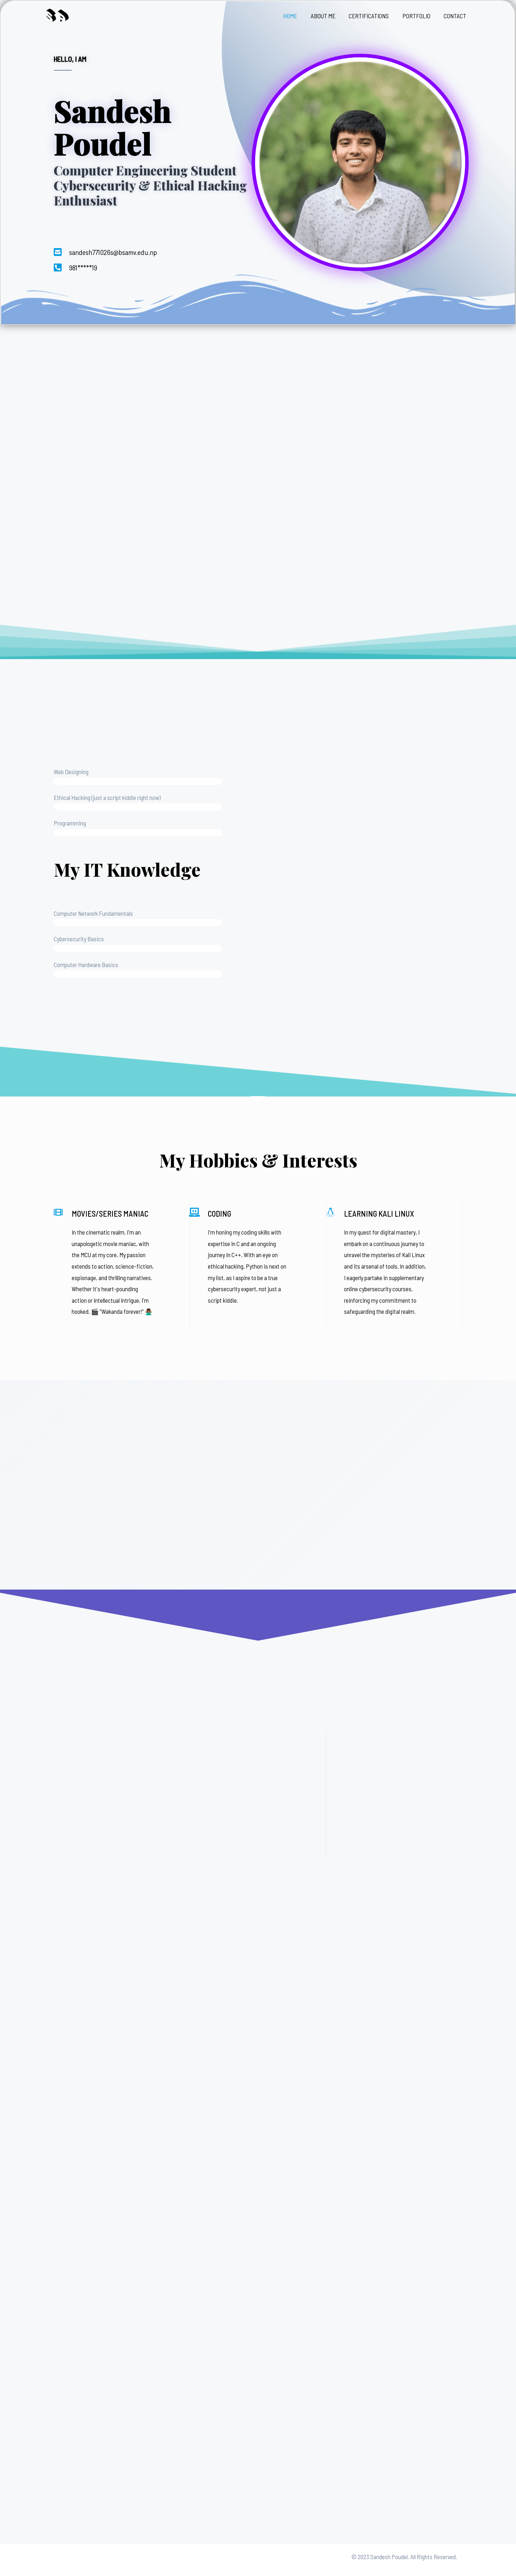 HOME ABOUT ME CERTIFICATIONS PORTFOLIO CONTACT
HELLO, I AM
Sandesh
Poudel
Computer Engineering Student
Cybersecurity & Ethical Hacking
Enthusiast
sandesh771026s@bsamv.edu.np
981*****19
Web Designing
Ethical Hacking (just a script kiddie right now)
Programming
My IT Knowledge
Computer Network Fundamentals
Cybersecurity Basics
Computer Hardware Basics
My Hobbies & Interests
MOVIES/SERIES MANIAC
In the cinematic realm, I'm an
unapologetic movie maniac, with
the MCU at my core. My passion
extends to action, science-fiction,
espionage, and thrilling narratives.
Whether it's heart-pounding
action or intellectual intrigue, I'm
hooked. 🎬 "Wakanda forever!" 🙅🏿‍♂️
CODING
I'm honing my coding skills with
expertise in C and an ongoing
journey in C++. With an eye on
ethical hacking, Python is next on
my list, as I aspire to be a true
cybersecurity expert, not just a
script kiddie.
LEARNING KALI LINUX
In my quest for digital mastery, I
embark on a continuous journey to
unravel the mysteries of Kali Linux
and its arsenal of tools. In addition,
I eagerly partake in supplementary
online cybersecurity courses,
reinforcing my commitment to
safeguarding the digital realm.
© 2023 Sandesh Poudel. All Rights Reserved.